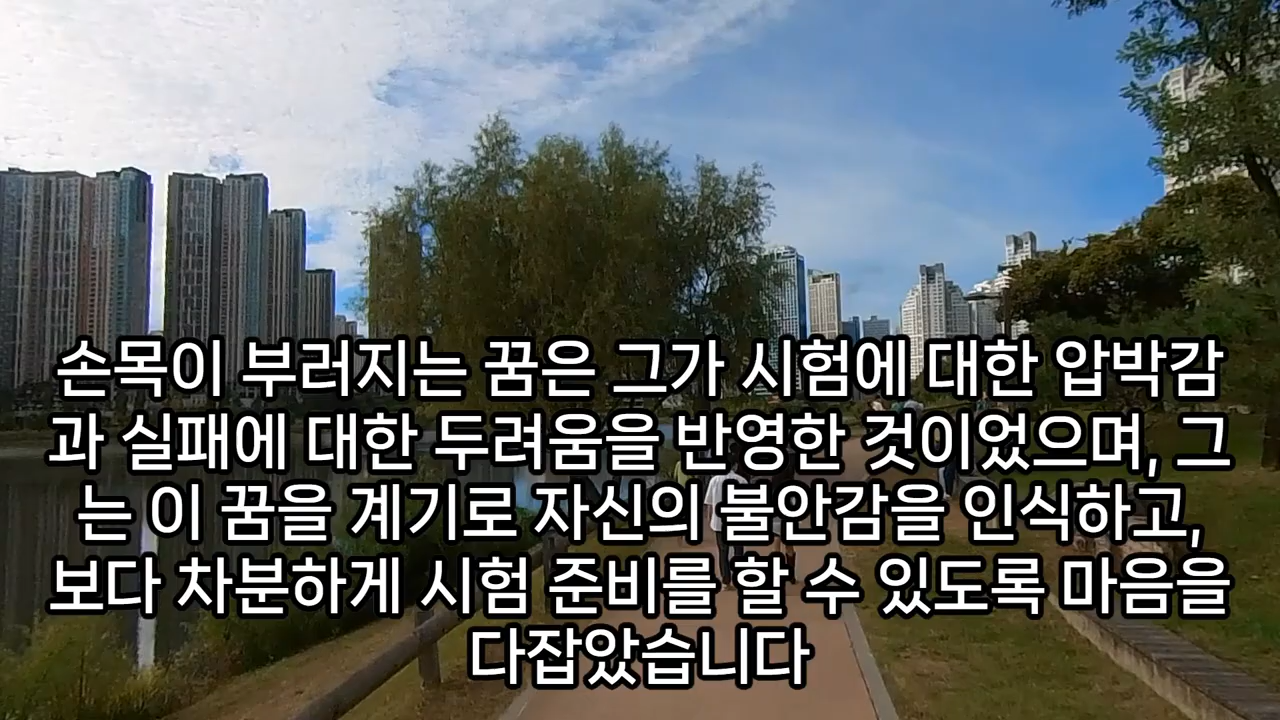 손목이 부러지는 꿈은 그가 시험에 대한 압박감
과 실패에 대한 두려움을 반영한 것이었으며, 그
는 이 꿈을 계기로 자신의 불안감을 인식하고,
보다 차분하게 시험 준비를 할 수 있도록 마음을
다잡았습니다